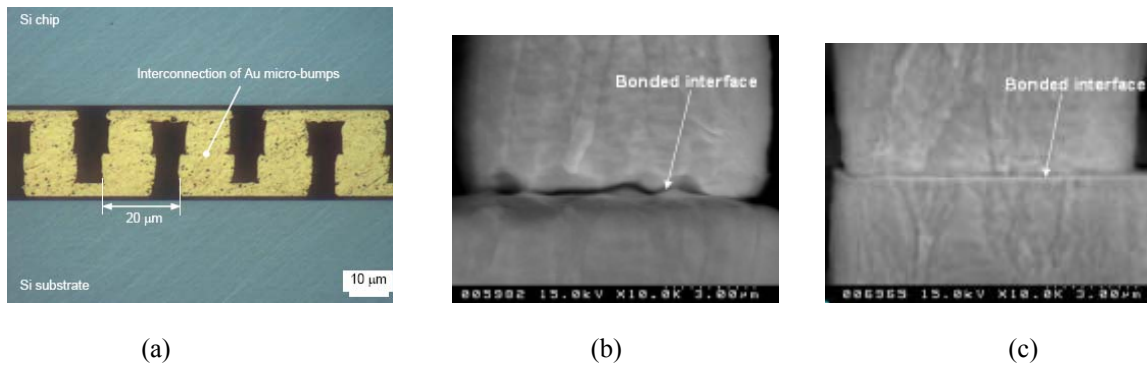 Si chip
Interconnection of Au micro-bumps
20 μm
10 μm
Si substrate
Bonded interface
005982 15.0kV X10.0K 3.00μm
Bonded interface
006965 15.0kV X10.0K 3.00μm
(a)
(b)
(c)